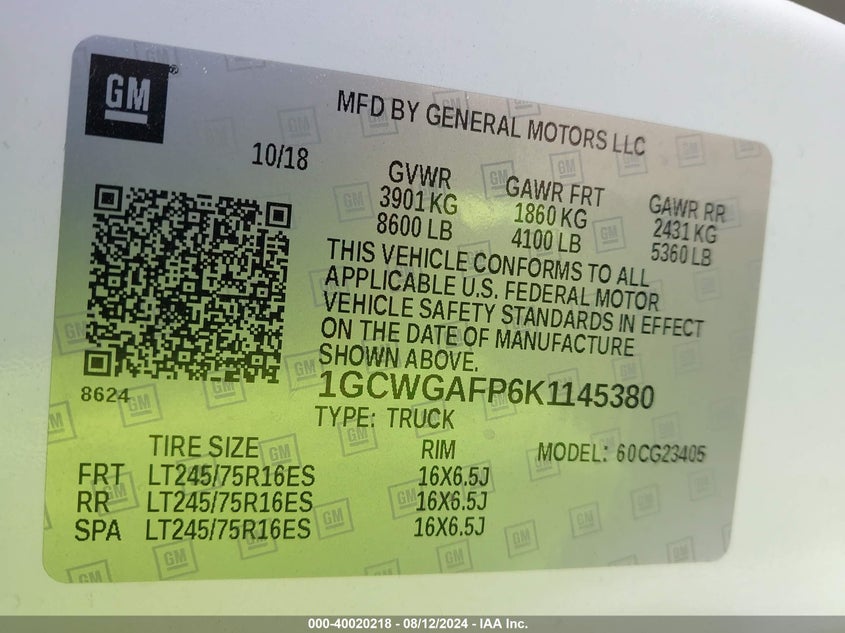 GM
MFD BY GENERAL MOTORS LLC
10/18
GVWR GAWR FRT GAWR RR
3901 KG 1860 KG 2431 KG
8600 LB 4100 LB 5360 LB
THIS VEHICLE CONFORMS TO ALL
APPLICABLE U.S. FEDERAL MOTOR
VEHICLE SAFETY STANDARDS IN EFFECT
ON THE DATE OF MANUFACTURE
SHOWN ABOVE.
8624
1GCWGAFP6K1145380
TYPE: TRUCK
TIRE SIZE RIM MODEL: 60CG23405
FRT LT245/75R16ES 16X6.5J
RR LT245/75R16ES 16X6.5J
SPA LT245/75R16ES 16X6.5J
000-40020218 - 08/12/2024 - IAA Inc.